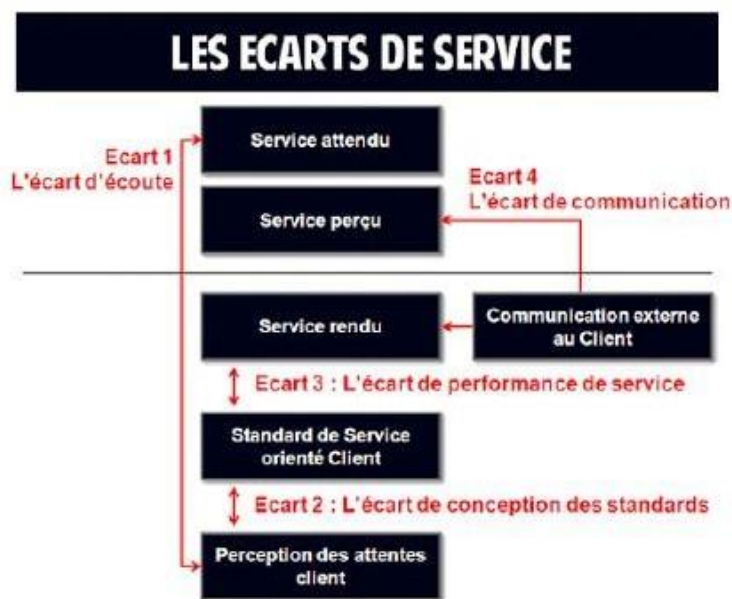 LES ECARTS DE SERVICE
Service attendu
Ecart 1
L'écart d'écoute
Ecart 4
L'écart de communication
Service perçu
Service rendu
Communication externe
au Client
Ecart 3 : L'écart de performance de service
Standard de Service
orienté Client
Ecart 2 : L'écart de conception des standards
Perception des attentes
client